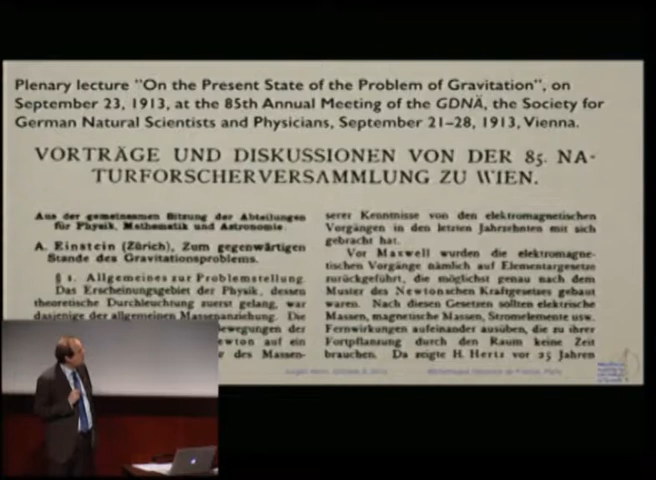 Plenary lecture "On the Present State of the Problem of Gravitation", on
September 23, 1913, at the 85th Annual Meeting of the GDNÄ, the Society for
German Natural Scientists and Physicians, September 21–28, 1913, Vienna.
VORTRÄGE UND DISKUSSIONEN VON DER 85. NA-
TURFORSCHERVERSAMMLUNG ZU WIEN.
Aus der gemeinsamen Sitzung der Abteilungen
für Physik, Mathematik und Astronomie.
A. Einstein (Zürich), Zum gegenwärtigen
Stande des Gravitationsproblems.
§ 1. Allgemeines zur Problemstellung.
Das Erscheinungsgebiet der Physik, dessen
theoretische Durchleuchtung zuerst gelang, war
dasjenige der allgemeinen Massenanziehung. Die
Bewegungen der
ewton auf ein
des Massen-
serer Kenntnisse von den elektromagnetischen
Vorgängen in den letzten Jahrzehnten mit sich
gebracht hat.
Vor Maxwell wurden die elektromagne-
tischen Vorgänge nämlich auf Elementargesetze
zurückgeführt, die möglichst genau nach dem
Muster des Newtonschen Kraftgesetzes gebaut
waren. Nach diesen Gesetzen sollten elektrische
Massen, magnetische Massen, Stromelemente usw.
Fernwirkungen aufeinander ausüben, die zu ihrer
Fortpflanzung durch den Raum keine Zeit
brauchen. Da zeigte H. Hertz vor 25 Jahren